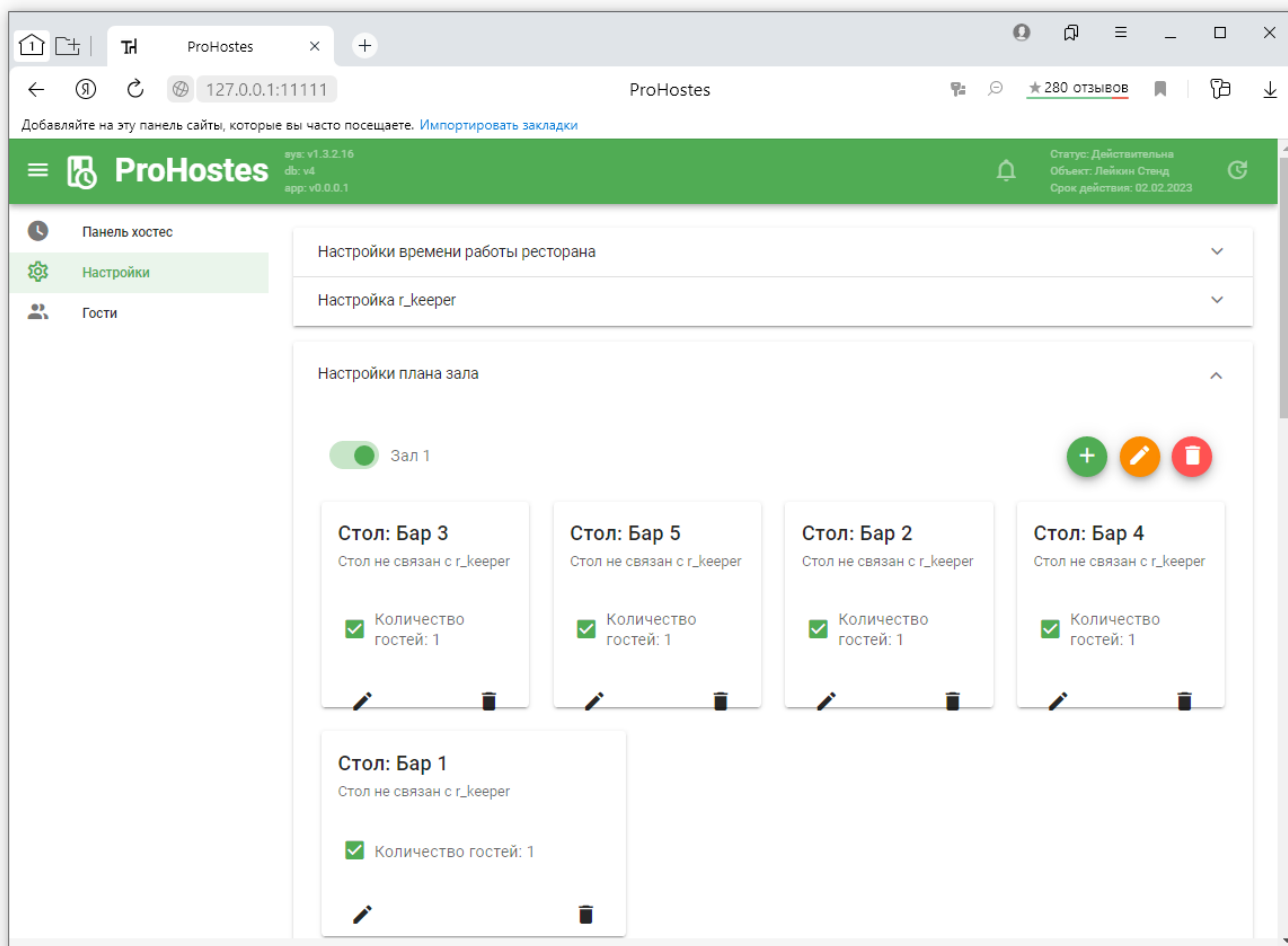 1
ProHostes
127.0.0.1:11111
ProHostes
★ 280 отзывов
Добавляйте на эту панель сайты, которые вы часто посещаете. Импортировать закладки
ProHostes
sys: v1.3.2.16
db: v4
app: v0.0.0.1
Статус: Действительна
Объект: Лейкин Стенд
Срок действия: 02.02.2023
Панель хостес
Настройки
Гости
Настройки времени работы ресторана
Настройка r_keeper
Настройки плана зала
Зал 1
Стол: Бар 3
Стол не связан с r_keeper
Количество
гостей: 1
Стол: Бар 5
Стол не связан с r_keeper
Количество
гостей: 1
Стол: Бар 2
Стол не связан с r_keeper
Количество
гостей: 1
Стол: Бар 4
Стол не связан с r_keeper
Количество
гостей: 1
Стол: Бар 1
Стол не связан с r_keeper
Количество гостей: 1